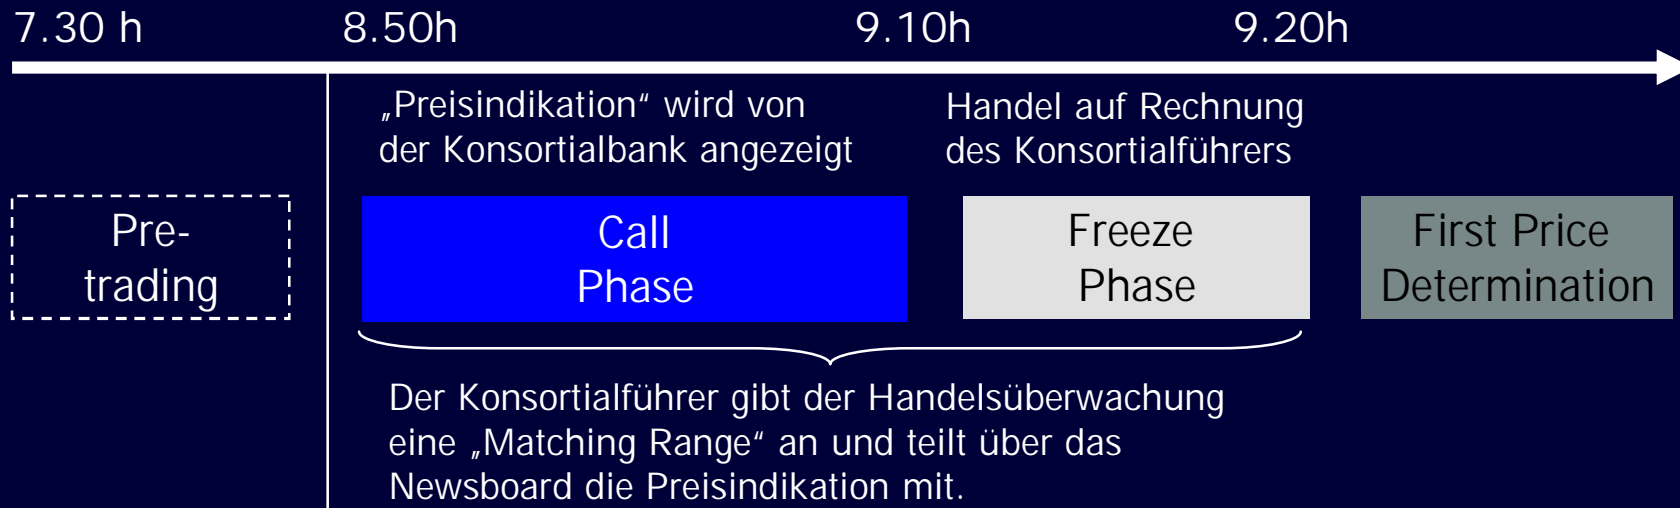 7.30 h 8.50h 9.10h 9.20h
„Preisindikation“ wird von
der Konsortialbank angezeigt
Handel auf Rechnung
des Konsortialführers
Pre-
trading
Call
Phase
Freeze
Phase
First Price
Determination
Der Konsortialführer gibt der Handelsüberwachung
eine „Matching Range“ an und teilt über das
Newsboard die Preisindikation mit.